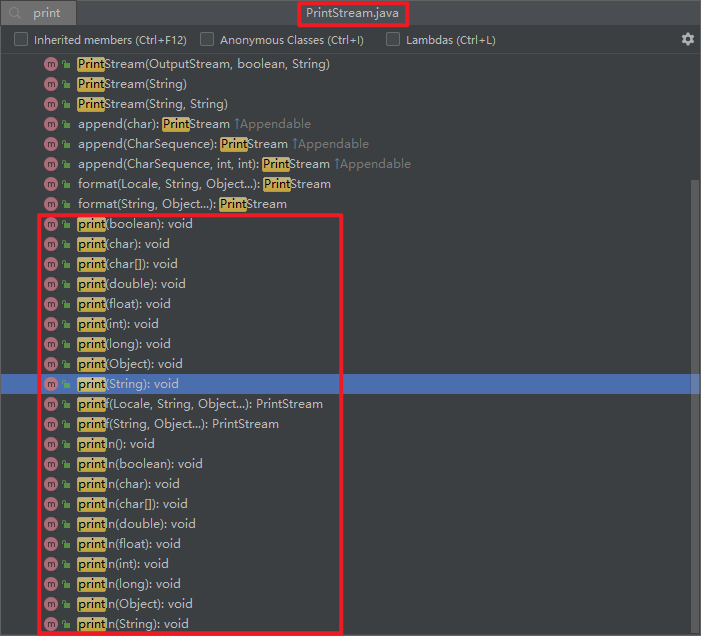 print
PrintStream.java
Inherited members (Ctrl+F12) Anonymous Classes (Ctrl+I) Lambdas (Ctrl+L)
m PrintStream(OutputStream, boolean, String)
m PrintStream(String)
m PrintStream(String, String)
m append(char): PrintStream ↑Appendable
m append(CharSequence): PrintStream ↑Appendable
m append(CharSequence, int, int): PrintStream ↑Appendable
m format(Locale, String, Object...): PrintStream
m format(String, Object...): PrintStream
m print(boolean): void
m print(char): void
m print(char[]): void
m print(double): void
m print(float): void
m print(int): void
m print(long): void
m print(Object): void
m print(String): void
m printf(Locale, String, Object...): PrintStream
m printf(String, Object...): PrintStream
m println(): void
m println(boolean): void
m println(char): void
m println(char[]): void
m println(double): void
m println(float): void
m println(int): void
m println(long): void
m println(Object): void
m println(String): void